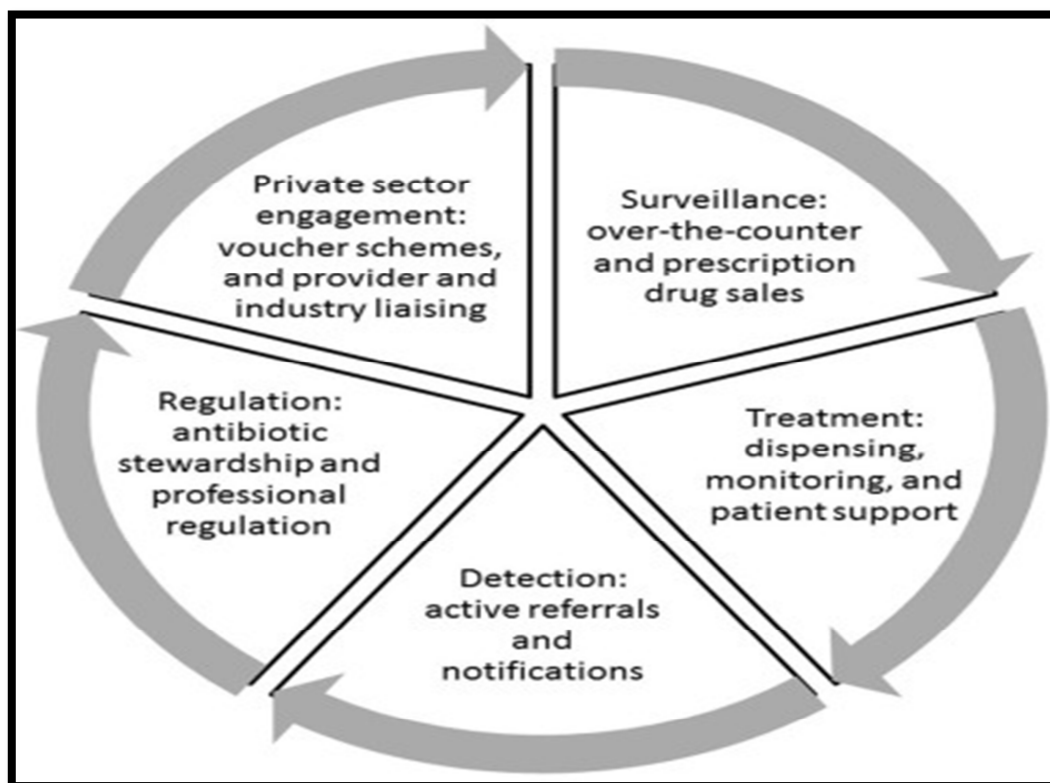 Private sector
engagement:
voucher schemes,
and provider and
industry liaising
Surveillance:
over-the-counter
and prescription
drug sales
Treatment:
dispensing,
monitoring, and
patient support
Detection:
active referrals
and
notifications
Regulation:
antibiotic
stewardship and
professional
regulation